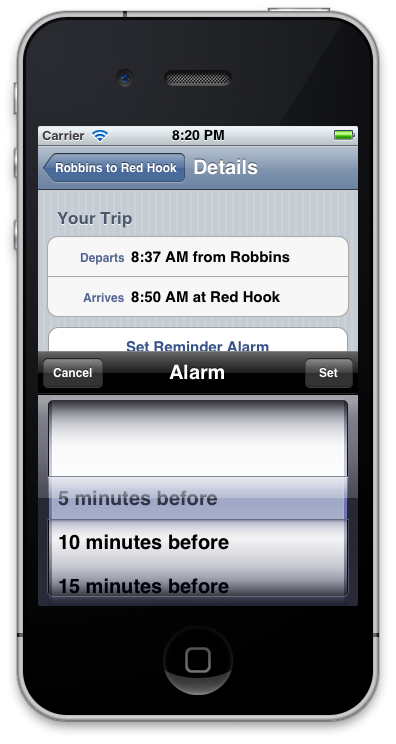 Carrier 8:20 PM
Robbins to Red Hook Details
Your Trip
Departs 8:37 AM from Robbins
Arrives 8:50 AM at Red Hook
Set Reminder Alarm
Cancel Alarm Set
5 minutes before
10 minutes before
15 minutes before